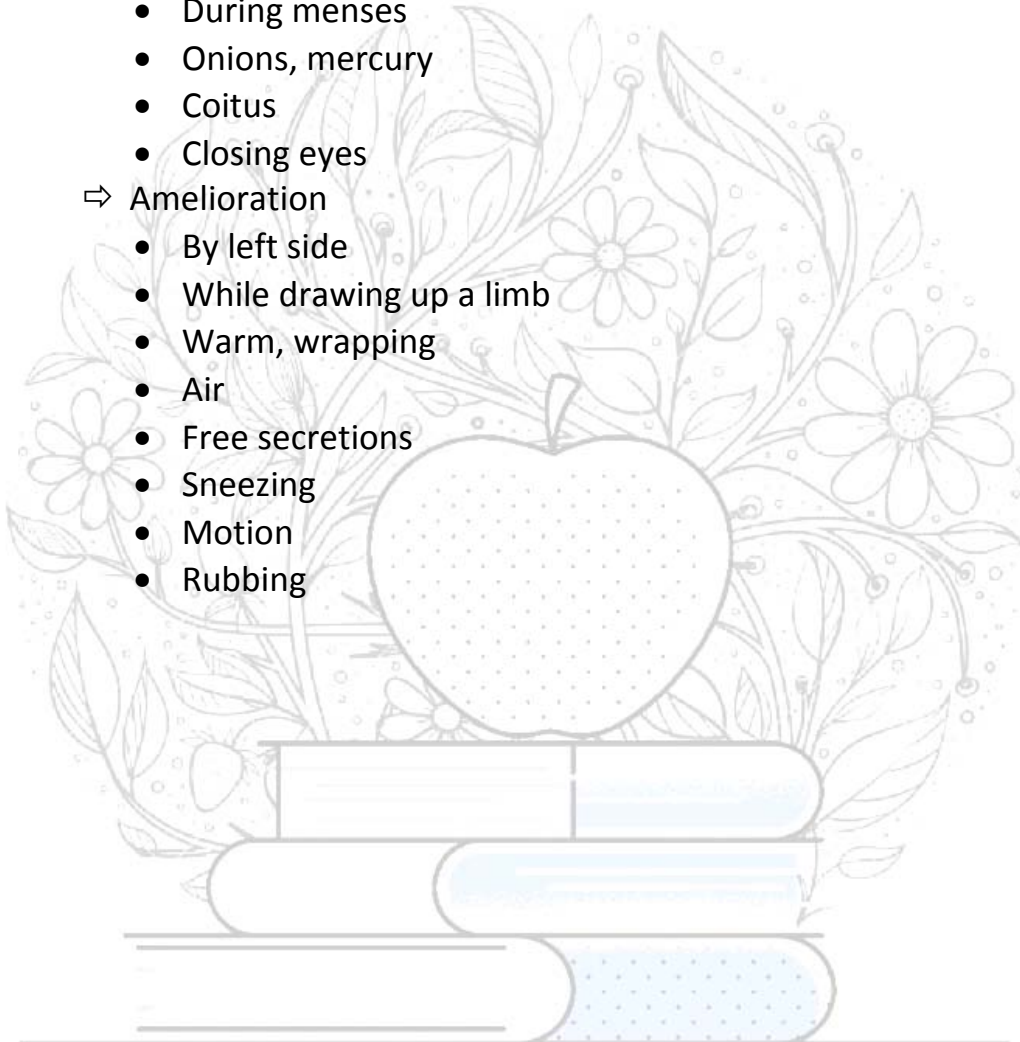 • During menses
• Onions, mercury
• Coitus
• Closing eyes
⇨ Amelioration
• By left side
• While drawing up a limb
• Warm, wrapping
• Air
• Free secretions
• Sneezing
• Motion
• Rubbing